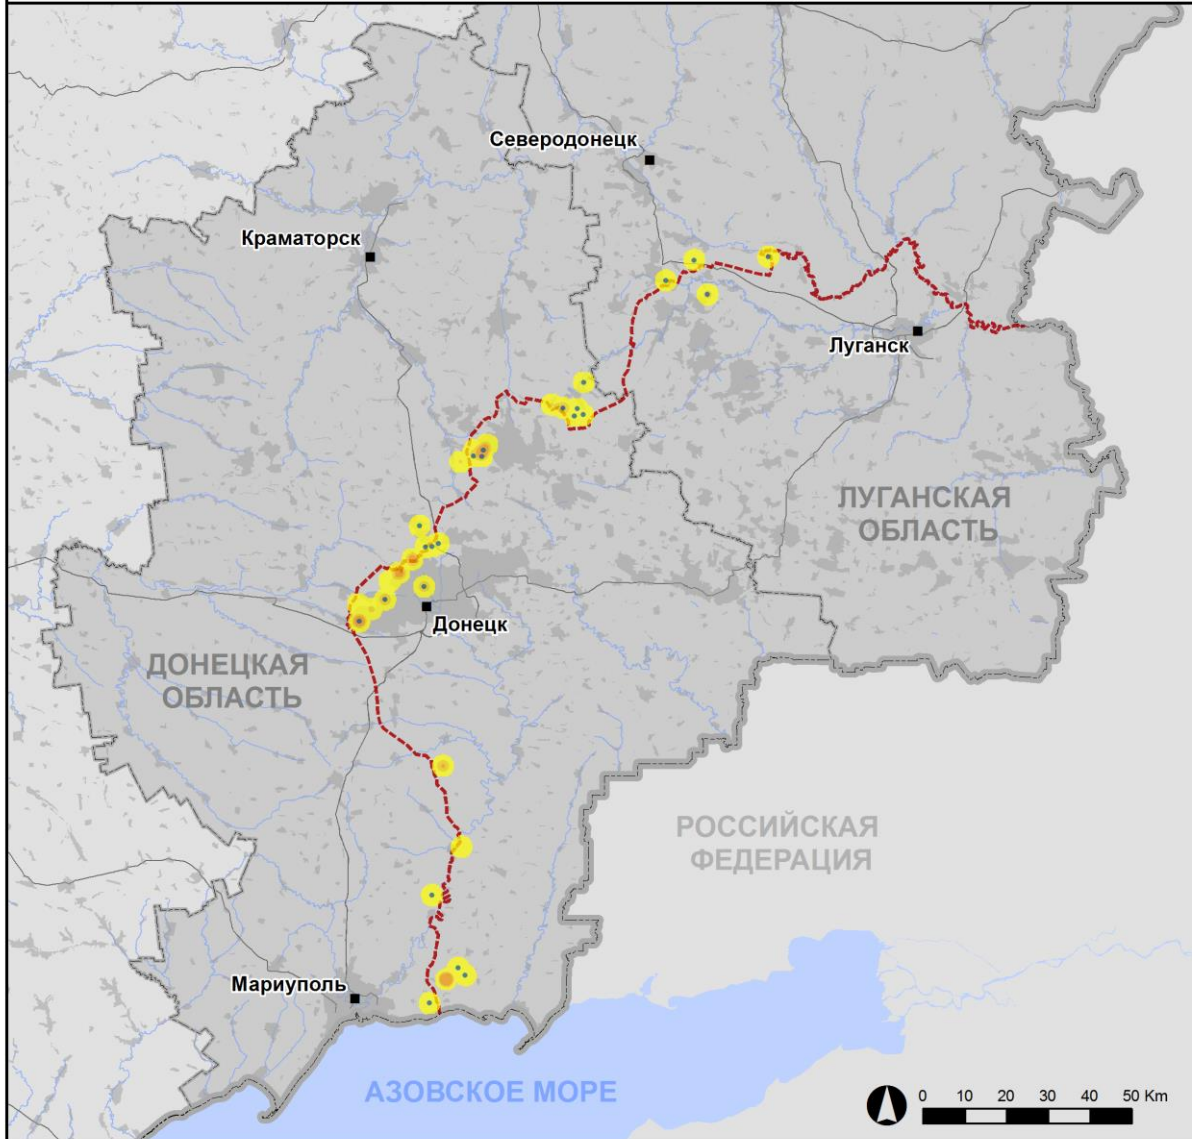 Северодонецк
Краматорск
Луганск
ЛУГАНСКАЯ
ОБЛАСТЬ
Донецк
ДОНЕЦКАЯ
ОБЛАСТЬ
РОССИЙСКАЯ
ФЕДЕРАЦИЯ
Мариуполь
АЗОВСКОЕ МОРЕ
0 10 20 30 40 50 Km